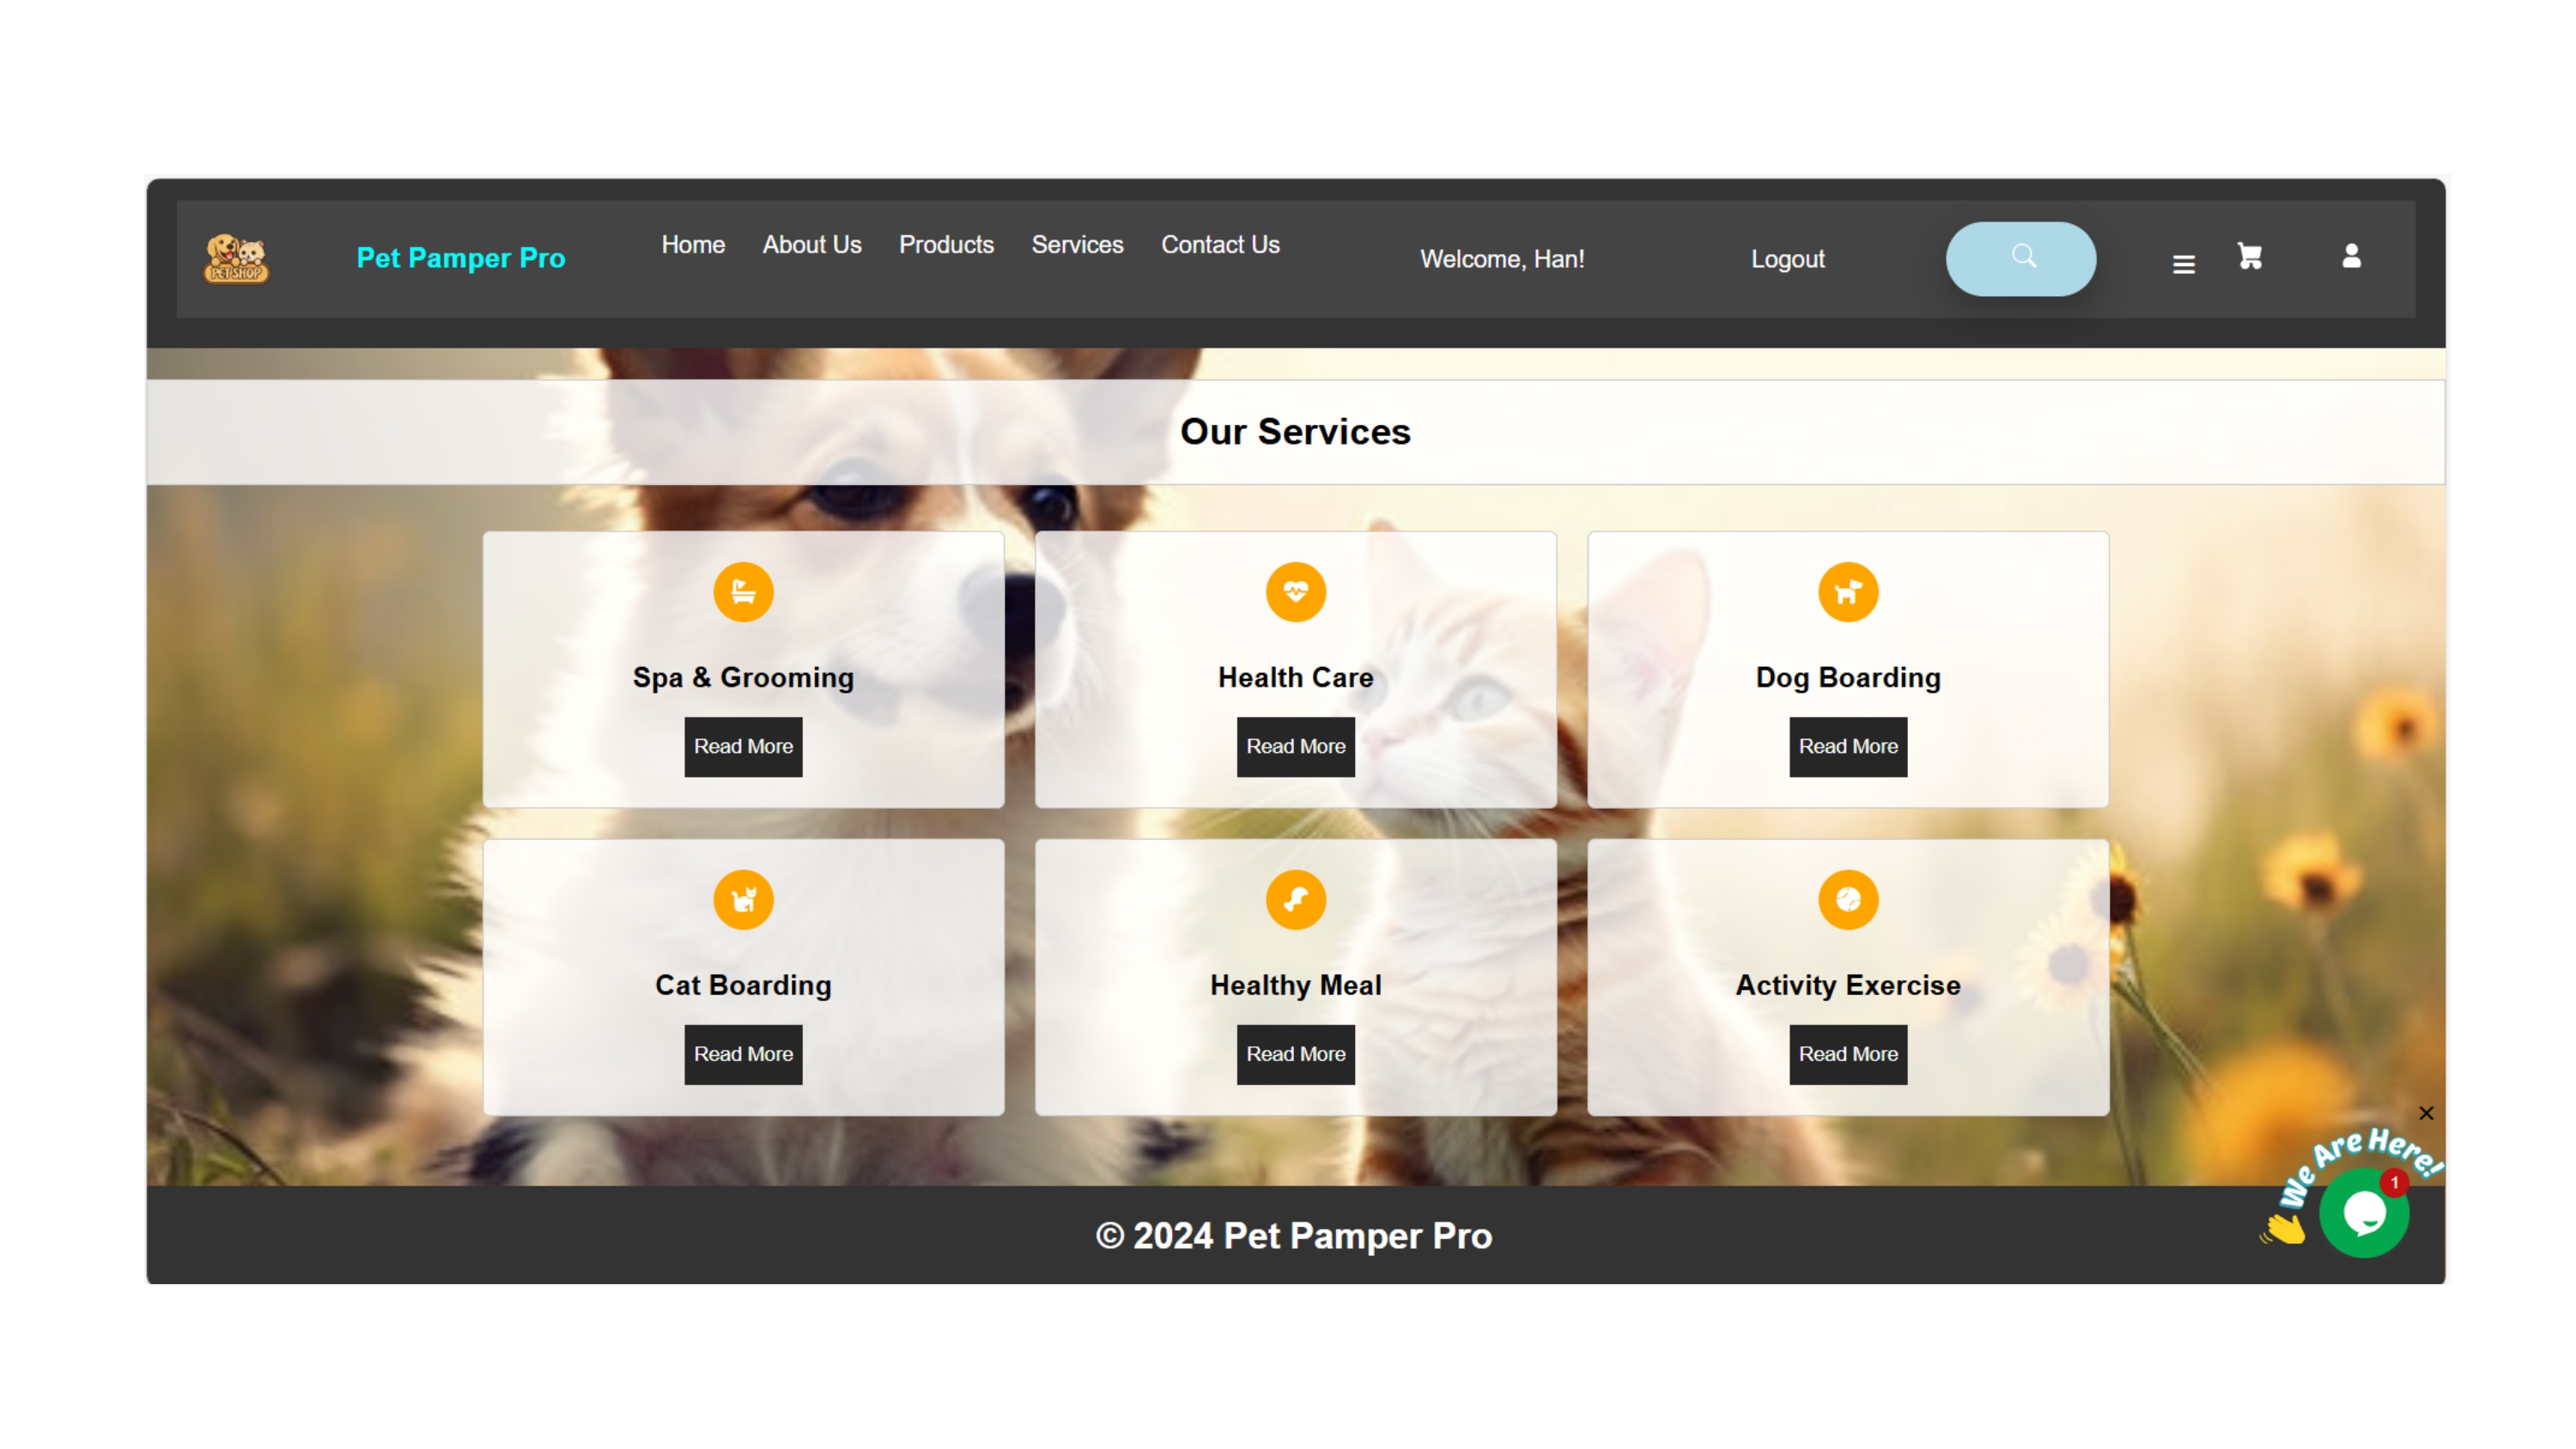 PET SHOP
Pet Pamper Pro
Home About Us Products Services Contact Us
Welcome, Han!
Logout
Our Services
Spa & Grooming
Read More
Health Care
Read More
Dog Boarding
Read More
Cat Boarding
Read More
Healthy Meal
Read More
Activity Exercise
Read More
We Are Here!
1
© 2024 Pet Pamper Pro